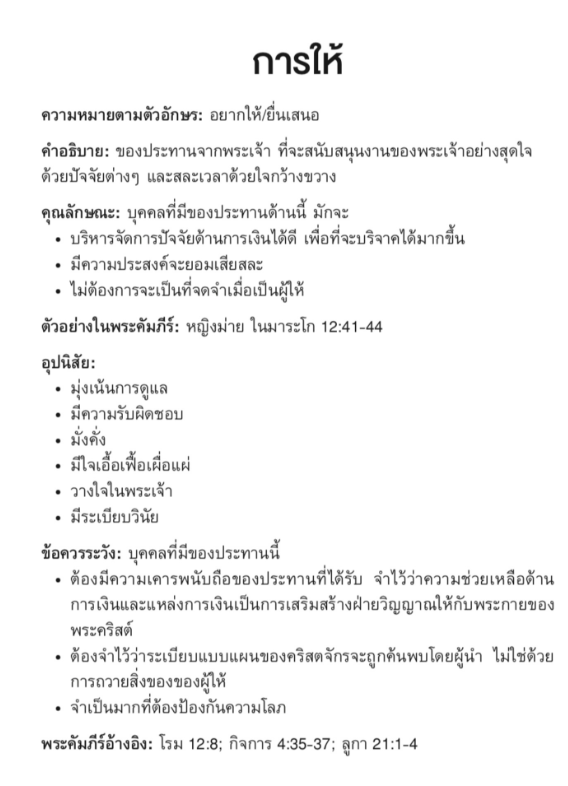 การให้
ความหมายตามตัวอักษร: อยากให้/ยื่นเสนอ
คำอธิบาย: ของประทานจากพระเจ้า ที่จะสนับสนุนงานของพระเจ้าอย่างสุดใจ
ด้วยปัจจัยต่างๆ และสละเวลาด้วยใจกว้างขวาง
คุณลักษณะ: บุคคลที่มีของประทานด้านนี้ มักจะ
• บริหารจัดการปัจจัยด้านการเงินได้ดี เพื่อที่จะบริจาคได้มากขึ้น
• มีความประสงค์จะยอมเสียสละ
• ไม่ต้องการจะเป็นที่จดจำเมื่อเป็นผู้ให้
ตัวอย่างในพระคัมภีร์: หญิงม่าย ในมาระโก 12:41-44
อุปนิสัย:
• มุ่งเน้นการดูแล
• มีความรับผิดชอบ
• มั่งคั่ง
• มีใจเอื้อเฟื้อเผื่อแผ่
• วางใจในพระเจ้า
• มีระเบียบวินัย
ข้อควรระวัง: บุคคลที่มีของประทานนี้
• ต้องมีความเคารพนับถือของประทานที่ได้รับ จำไว้ว่าความช่วยเหลือด้าน
การเงินและแหล่งการเงินเป็นการเสริมสร้างฝ่ายวิญญาณให้กับพระกายของ
พระคริสต์
• ต้องจำไว้ว่าระเบียบแบบแผนของคริสตจักรจะถูกค้นพบโดยผู้นำ ไม่ใช่ด้วย
การถวายสิ่งของของผู้ให้
• จำเป็นมากที่ต้องป้องกันความโลภ
พระคัมภีร์อ้างอิง: โรม 12:8; กิจการ 4:35-37; ลูกา 21:1-4